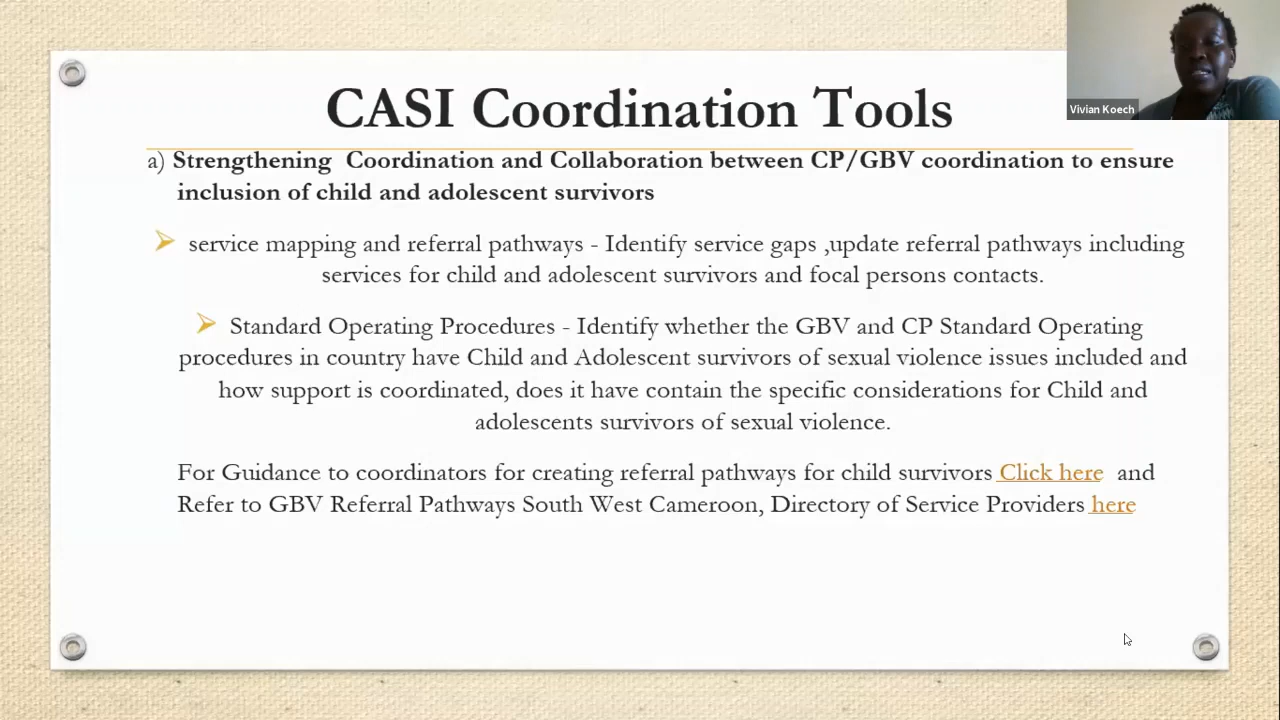 CASI Coordination Tools
Vivian Koech
a) Strengthening  Coordination and Collaboration between CP/GBV coordination to ensure
inclusion of child and adolescent survivors
service mapping and referral pathways - Identify service gaps ,update referral pathways including
services for child and adolescent survivors and focal persons contacts.
Standard Operating Procedures - Identify whether the GBV and CP Standard Operating
procedures in country have Child and Adolescent survivors of sexual violence issues included and
how support is coordinated, does it have contain the specific considerations for Child and
adolescents survivors of sexual violence.
For Guidance to coordinators for creating referral pathways for child survivors Click here  and
Refer to GBV Referral Pathways South West Cameroon, Directory of Service Providers here